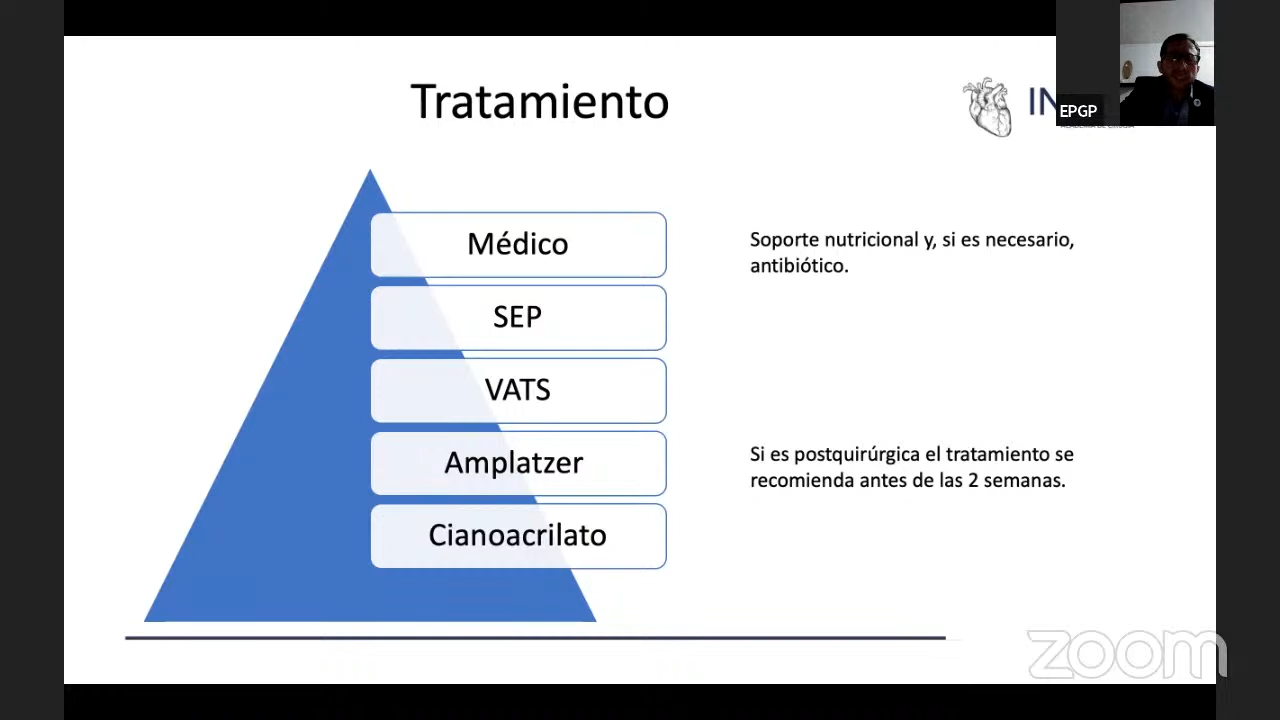 Tratamiento
EPGP
Médico
Soporte nutricional y, si es necesario,
antibiótico.
SEP
VATS
Amplatzer
Si es postquirúrgica el tratamiento se
recomienda antes de las 2 semanas.
Cianoacrilato
zoom